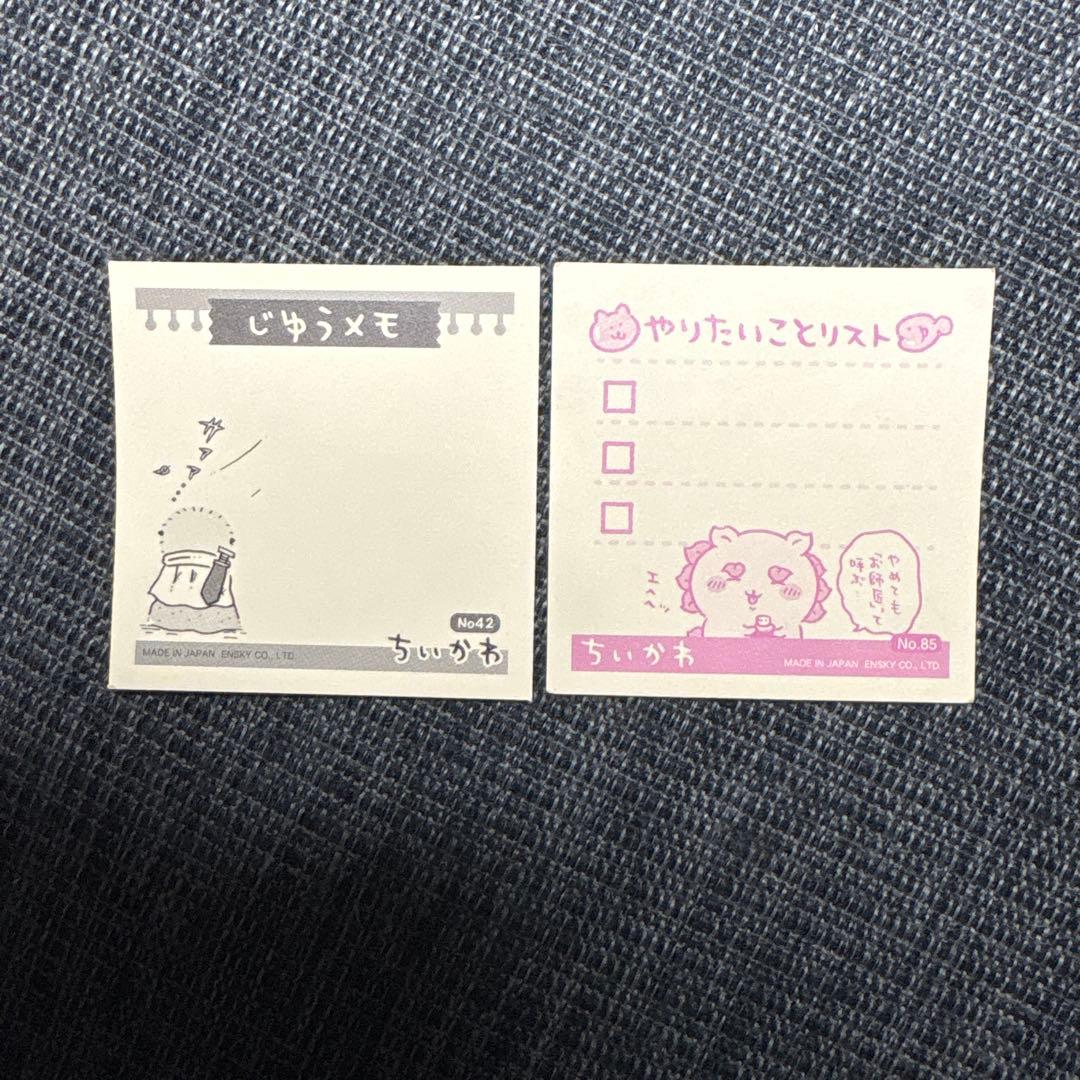 じゆうメモ
ザァァ…
No42
ちいかわ
MADE IN JAPAN ENSKY CO., LTD.
やりたいことリスト
エヘヘッ
やめても
「お師匠」って
呼ぶ…
No.85
ちいかわ
MADE IN JAPAN ENSKY CO., LTD.